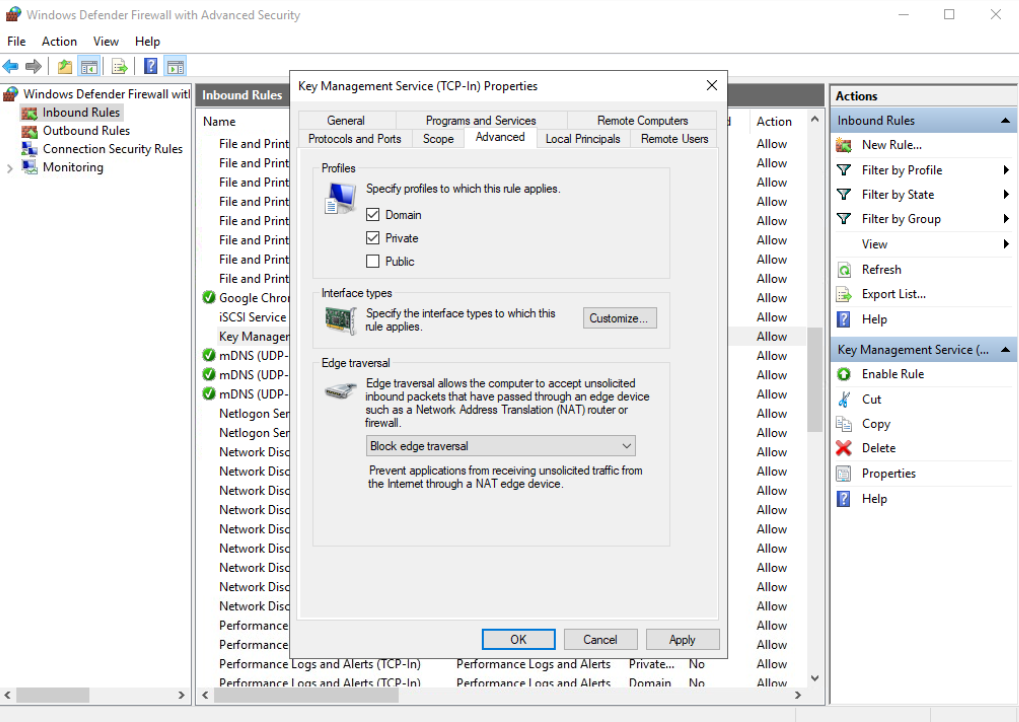 Windows Defender Firewall with Advanced Security
File Action View Help
Windows Defender Firewall with
Inbound Rules
Outbound Rules
Connection Security Rules
Monitoring
Inbound Rules
Name
Action
File and Print
Allow
File and Print
Allow
File and Print
Allow
File and Print
Allow
File and Print
Allow
File and Print
Allow
File and Print
Allow
File and Print
Allow
Google Chro
Allow
iSCSI Service
Allow
Key Manager
Allow
mDNS (UDP-
Allow
mDNS (UDP-
Allow
mDNS (UDP-
Allow
Netlogon Ser
Allow
Netlogon Ser
Allow
Network Disc
Allow
Network Disc
Allow
Network Disc
Allow
Network Disc
Allow
Network Disc
Allow
Network Disc
Allow
Network Disc
Allow
Network Disc
Allow
Network Disc
Allow
Performance
Allow
Performance
Allow
Performance Logs and Alerts (TCP-In) Performance Logs and Alerts Private... No Allow
Performance Logs and Alerts (TCP-In) Performance Logs and Alerts Domain No Allow
Key Management Service (TCP-In) Properties
General Programs and Services Remote Computers
Protocols and Ports Scope Advanced Local Principals Remote Users
Profiles
Specify profiles to which this rule applies.
Domain
Private
Public
Interface types
Specify the interface types to which this
rule applies.
Customize...
Edge traversal
Edge traversal allows the computer to accept unsolicited
inbound packets that have passed through an edge device
such as a Network Address Translation (NAT) router or
firewall.
Block edge traversal
Prevent applications from receiving unsolicited traffic from
the Internet through a NAT edge device.
OK Cancel Apply
Actions
Inbound Rules
New Rule...
Filter by Profile
Filter by State
Filter by Group
View
Refresh
Export List...
Help
Key Management Service (...
Enable Rule
Cut
Copy
Delete
Properties
Help